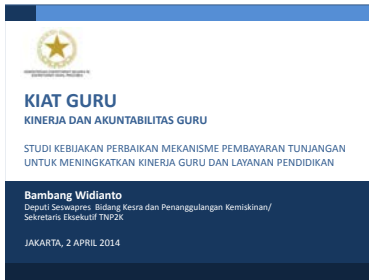 KIAT GURU
KINERJA DAN AKUNTABILITAS GURU
STUDI KEBIJAKAN PERBAIKAN MEKANISME PEMBAYARAN TUNJANGAN
UNTUK MENINGKATKAN KINERJA GURU DAN LAYANAN PENDIDIKAN
Bambang Widianto
Deputi Seswapres Bidang Kesra dan Penanggulangan Kemiskinan/
Sekretaris Eksekutif TNP2K
JAKARTA, 2 APRIL 2014